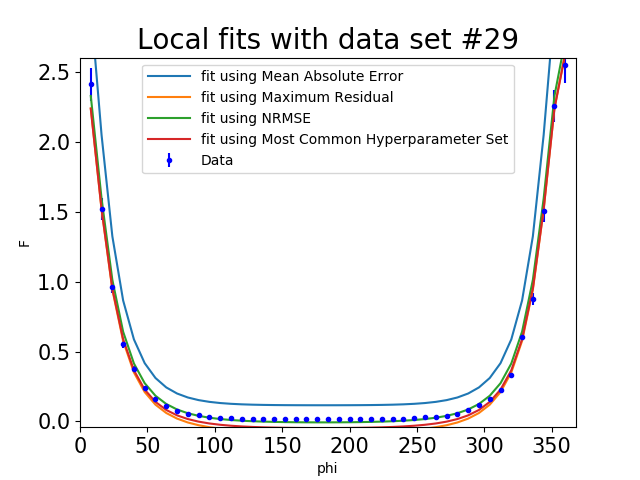 Local fits with data set #29
fit using Mean Absolute Error
fit using Maximum Residual
fit using NRMSE
fit using Most Common Hyperparameter Set
Data
F
2.5
2.0
1.5
1.0
0.5
0.0
0 50 100 150 200 250 300 350
phi